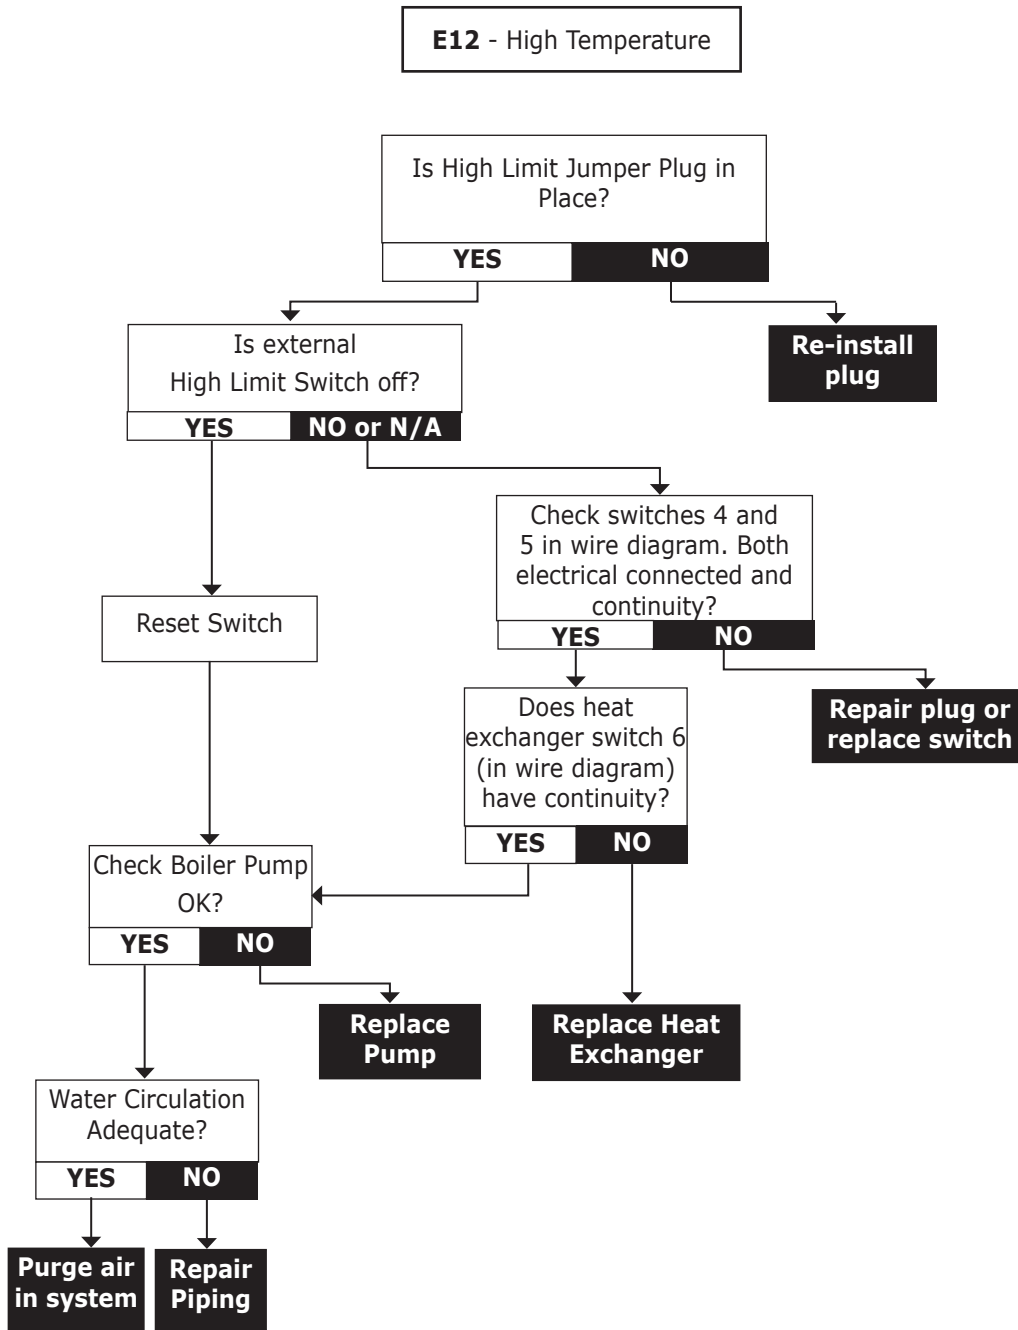 E12 - High Temperature
Is High Limit Jumper Plug in
Place?
YES
NO
Is external
High Limit Switch off?
YES
NO or N/A
Re-install
plug
Check switches 4 and
5 in wire diagram. Both
electrical connected and
continuity?
YES
NO
Reset Switch
Does heat
exchanger switch 6
(in wire diagram)
have continuity?
YES
NO
Repair plug or
replace switch
Check Boiler Pump
OK?
YES
NO
Replace
Pump
Replace Heat
Exchanger
Water Circulation
Adequate?
YES
NO
Purge air
in system
Repair
Piping